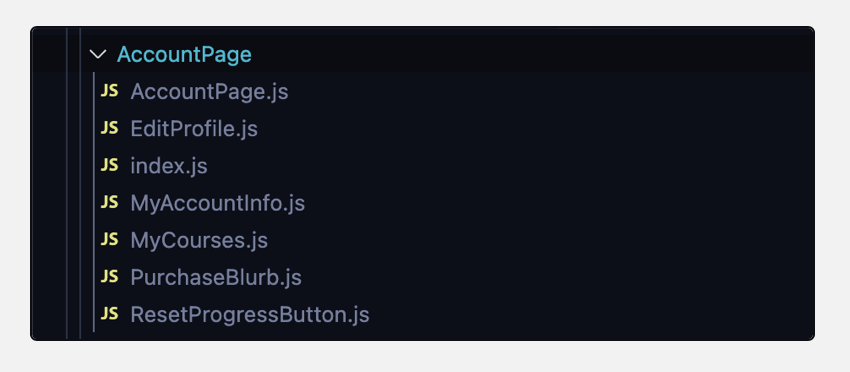 AccountPage
JS AccountPage.js
JS EditProfile.js
JS index.js
JS MyAccountInfo.js
JS MyCourses.js
JS PurchaseBlurb.js
JS ResetProgressButton.js